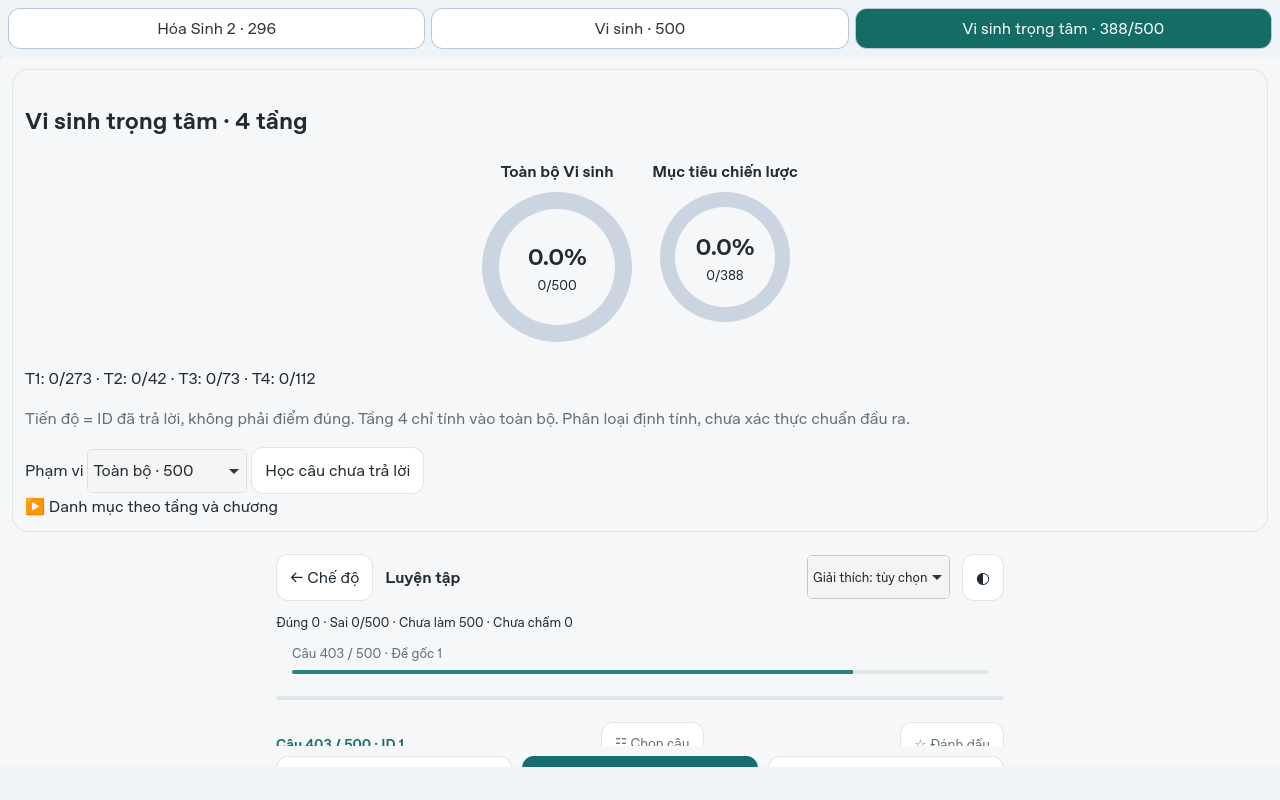 Hóa Sinh 2 · 296
Vi sinh · 500
Vi sinh trọng tâm · 388/500
Vi sinh trọng tâm · 4 tầng
Toàn bộ Vi sinh
Mục tiêu chiến lược
0.0%
0/500
0.0%
0/388
T1: 0/273 · T2: 0/42 · T3: 0/73 · T4: 0/112
Tiến độ = ID đã trả lời, không phải điểm đúng. Tầng 4 chỉ tính vào toàn bộ. Phân loại định tính, chưa xác thực chuẩn đầu ra.
Phạm vi Toàn bộ · 500 Học câu chưa trả lời
▶️ Danh mục theo tầng và chương
← Chế độ Luyện tập Giải thích: tùy chọn
Đúng 0 · Sai 0/500 · Chưa làm 500 · Chưa chấm 0
Câu 403 / 500 · Đề gốc 1
Câu 403 / 500 · ID 1 Chọn câu ☆ Đánh dấu